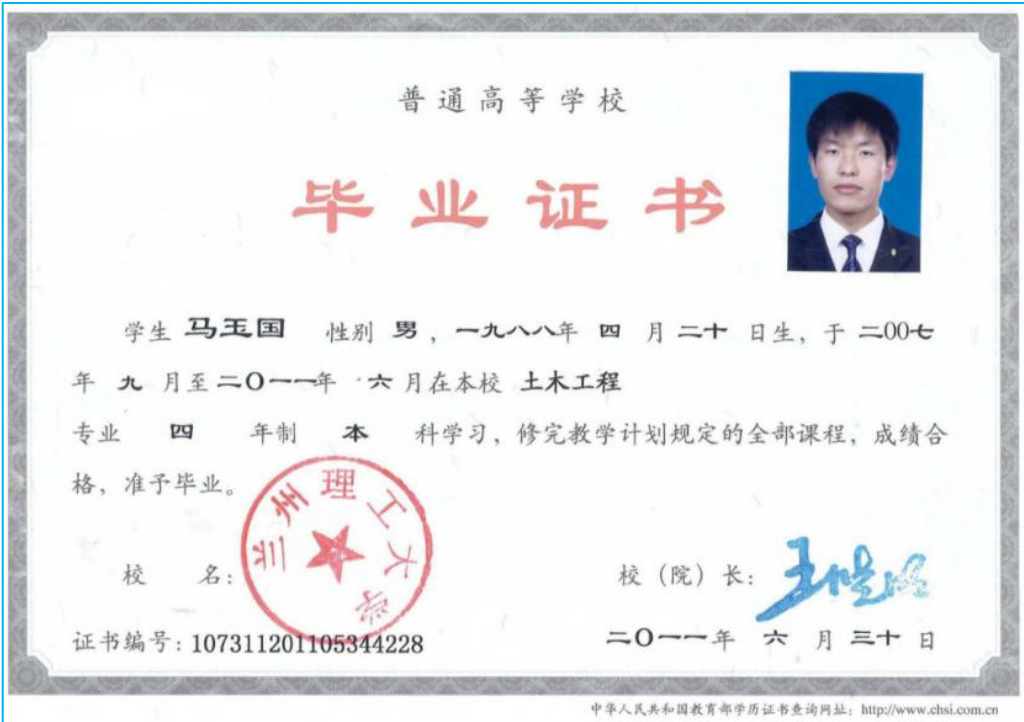 普通高等学校
毕业证书
学生 马玉国 性别 男，一九八八年 四 月 二十 日生，于 二00七
年 九 月至 二〇一一年 六 月在本校 土木工程
专业 四 年制 本 科学习，修完教学计划规定的全部课程，成绩合
格，准予毕业。
兰州理工大学
校 名：
校（院）长：
证书编号：107311201105344228
二〇一一年 六 月 三十 日
中华人民共和国教育部学历证书查询网址：http://www.chsi.com.cn